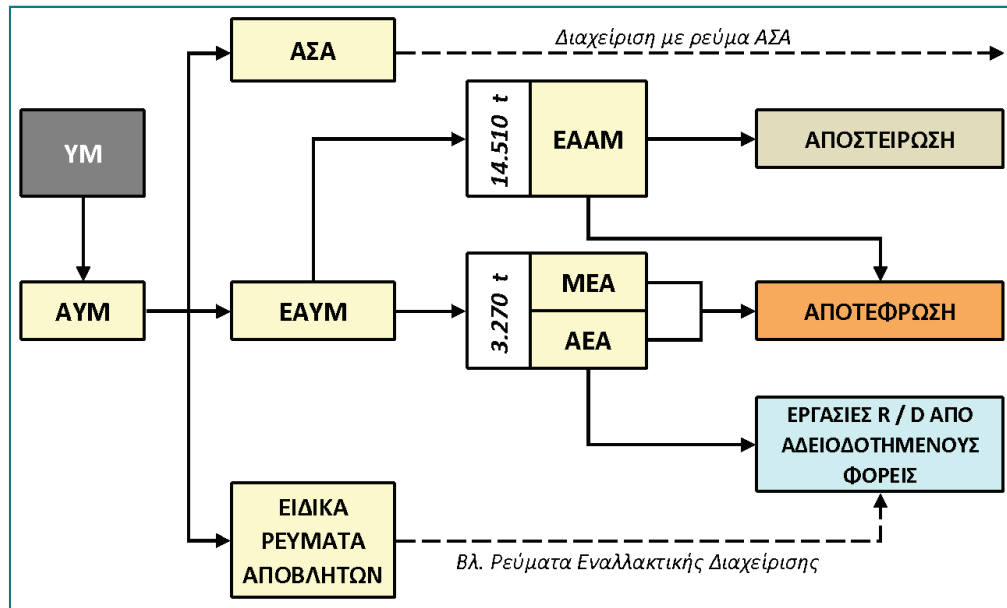 ΑΣΑ
Διαχείριση με ρεύμα ΑΣΑ
ΥΜ
14.510 t
ΕΑΑΜ
ΑΠΟΣΤΕΙΡΩΣΗ
ΑΥΜ
ΕΑΥΜ
3.270 t
ΜΕΑ
ΑΕΑ
ΑΠΟΤΕΦΡΩΣΗ
ΕΡΓΑΣΙΕΣ R / D ΑΠΟ
ΑΔΕΙΟΔΟΤΗΜΕΝΟΥΣ
ΦΟΡΕΙΣ
ΕΙΔΙΚΑ
ΡΕΥΜΑΤΑ
ΑΠΟΒΛΗΤΩΝ
Βλ. Ρεύματα Εναλλακτικής Διαχείρισης